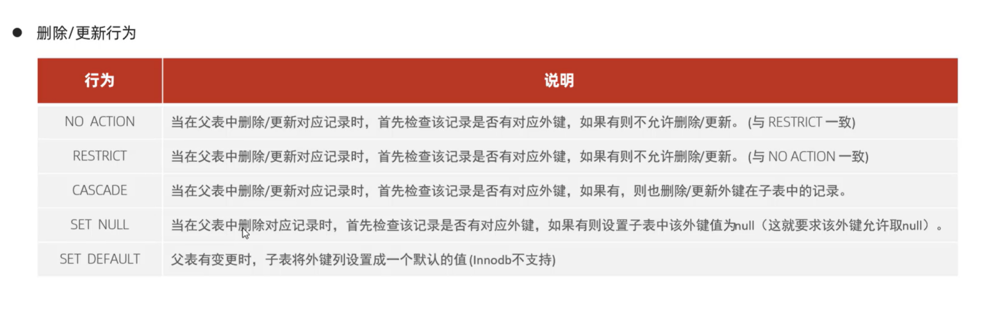 ● 删除/更新行为
行为 说明
NO ACTION 当在父表中删除/更新对应记录时，首先检查该记录是否有对应外键，如果有则不允许删除/更新。 (与 RESTRICT 一致)
RESTRICT 当在父表中删除/更新对应记录时，首先检查该记录是否有对应外键，如果有则不允许删除/更新。 (与 NO ACTION 一致)
CASCADE 当在父表中删除/更新对应记录时，首先检查该记录是否有对应外键，如果有，则也删除/更新外键在子表中的记录。
SET NULL 当在父表中删除对应记录时，首先检查该记录是否有对应外键，如果有则设置子表中该外键值为null（这就要求该外键允许取null）。
SET DEFAULT 父表有变更时，子表将外键列设置成一个默认的值 (Innodb不支持)